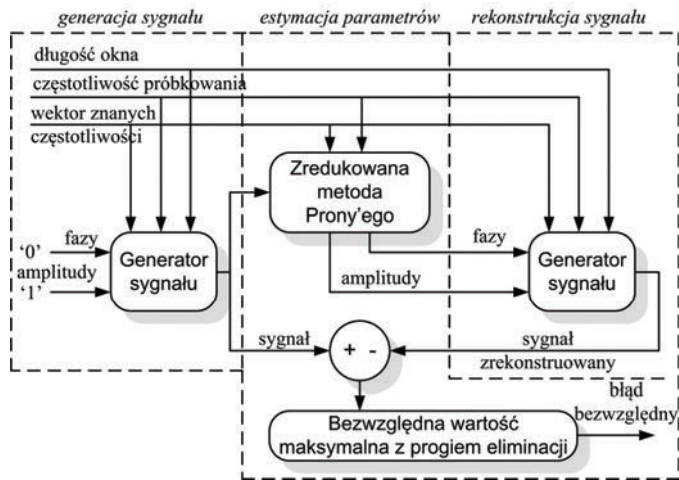 generacja sygnału
estymacja parametrów
rekonstrukcja sygnału
długość okna
częstotliwość próbkowania
wektor znanych
częstotliwości
Zredukowana
metoda
Prony'ego
'0'
fazy
amplitudy
'1'
Generator
sygnału
fazy
amplitudy
Generator
sygnału
sygnał
+ -
sygnał
zrekonstruowany
Bezwzględna wartość
maksymalna z progiem eliminacji
błąd
bezwzględny